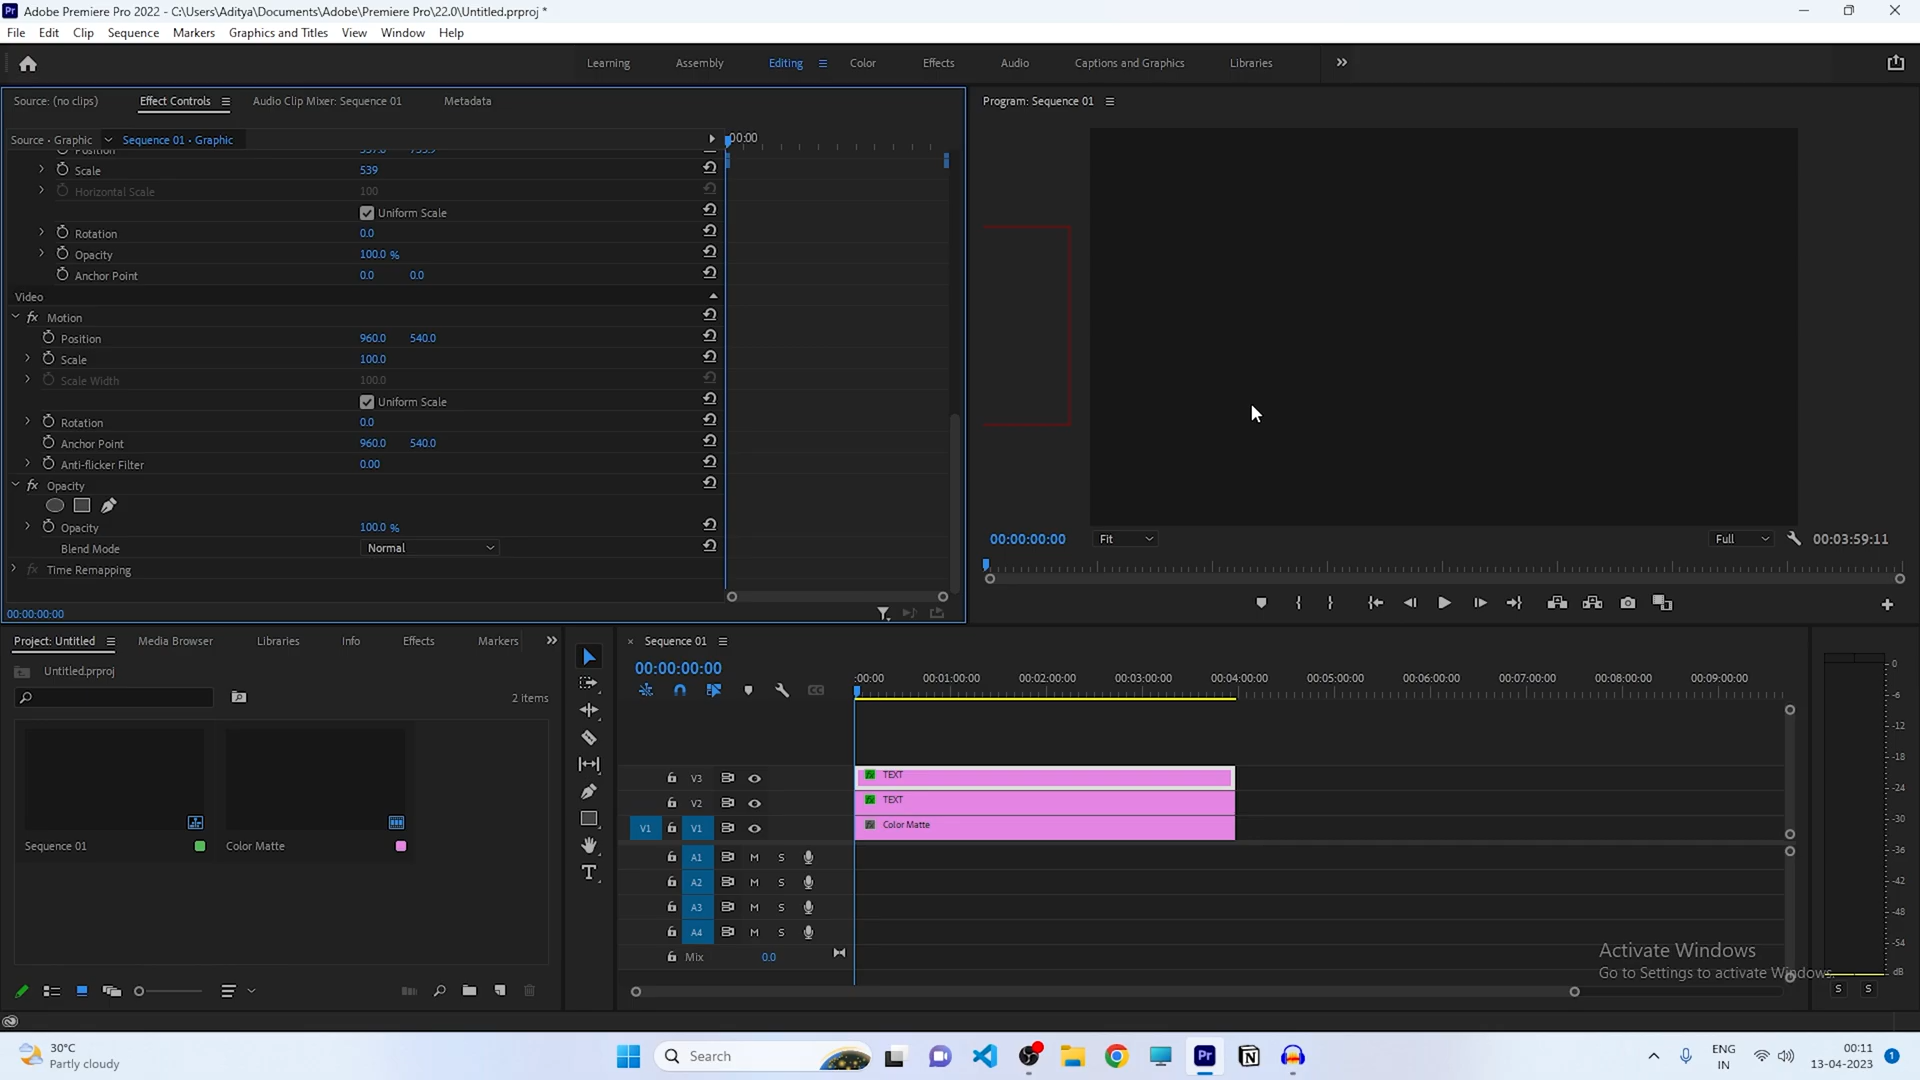 Adobe Premiere Pro 2022 - C:\Users\Aditya\Documents\Adobe\Premiere Pro\22.0\Untitled.prproj *
File Edit Clip Sequence Markers Graphics and Titles View Window Help
Learning Assembly Editing Color Effects Audio Captions and Graphics Libraries
Source: (no clips) Effect Controls Audio Clip Mixer: Sequence 01 Metadata
Source • Graphic Sequence 01 • Graphic
:00:00
Position
Scale 539
Horizontal Scale 100
Uniform Scale
Rotation 0.0
Opacity 100.0 %
Anchor Point 0.0 0.0
Video
fx Motion
Position 960.0 540.0
Scale 100.0
Scale Width 100.0
Uniform Scale
Rotation 0.0
Anchor Point 960.0 540.0
Anti-flicker Filter 0.00
fx Opacity
Opacity 100.0 %
Blend Mode Normal
fx Time Remapping
00:00:00:00
Program: Sequence 01
00:00:00:00 Fit Full 00:03:59:11
Project: Untitled Media Browser Libraries Info Effects Markers
Untitled.prproj
2 items
Sequence 01 Color Matte
Sequence 01
00:00:00:00
:00:00 00:01:00:00 00:02:00:00 00:03:00:00 00:04:00:00 00:05:00:00 00:06:00:00 00:07:00:00 00:08:00:00 00:09:00:00
V3 TEXT
V2 TEXT
V1 V1 Color Matte
A1 M S
A2 M S
A3 M S
A4 M S
Mix 0.0
0
-6
-12
-18
-24
-30
-36
-42
-48
-54
dB
S S
Activate Windows
Go to Settings to activate Windows.
30°C
Partly cloudy
Search
ENG
IN
00:11
13-04-2023
1